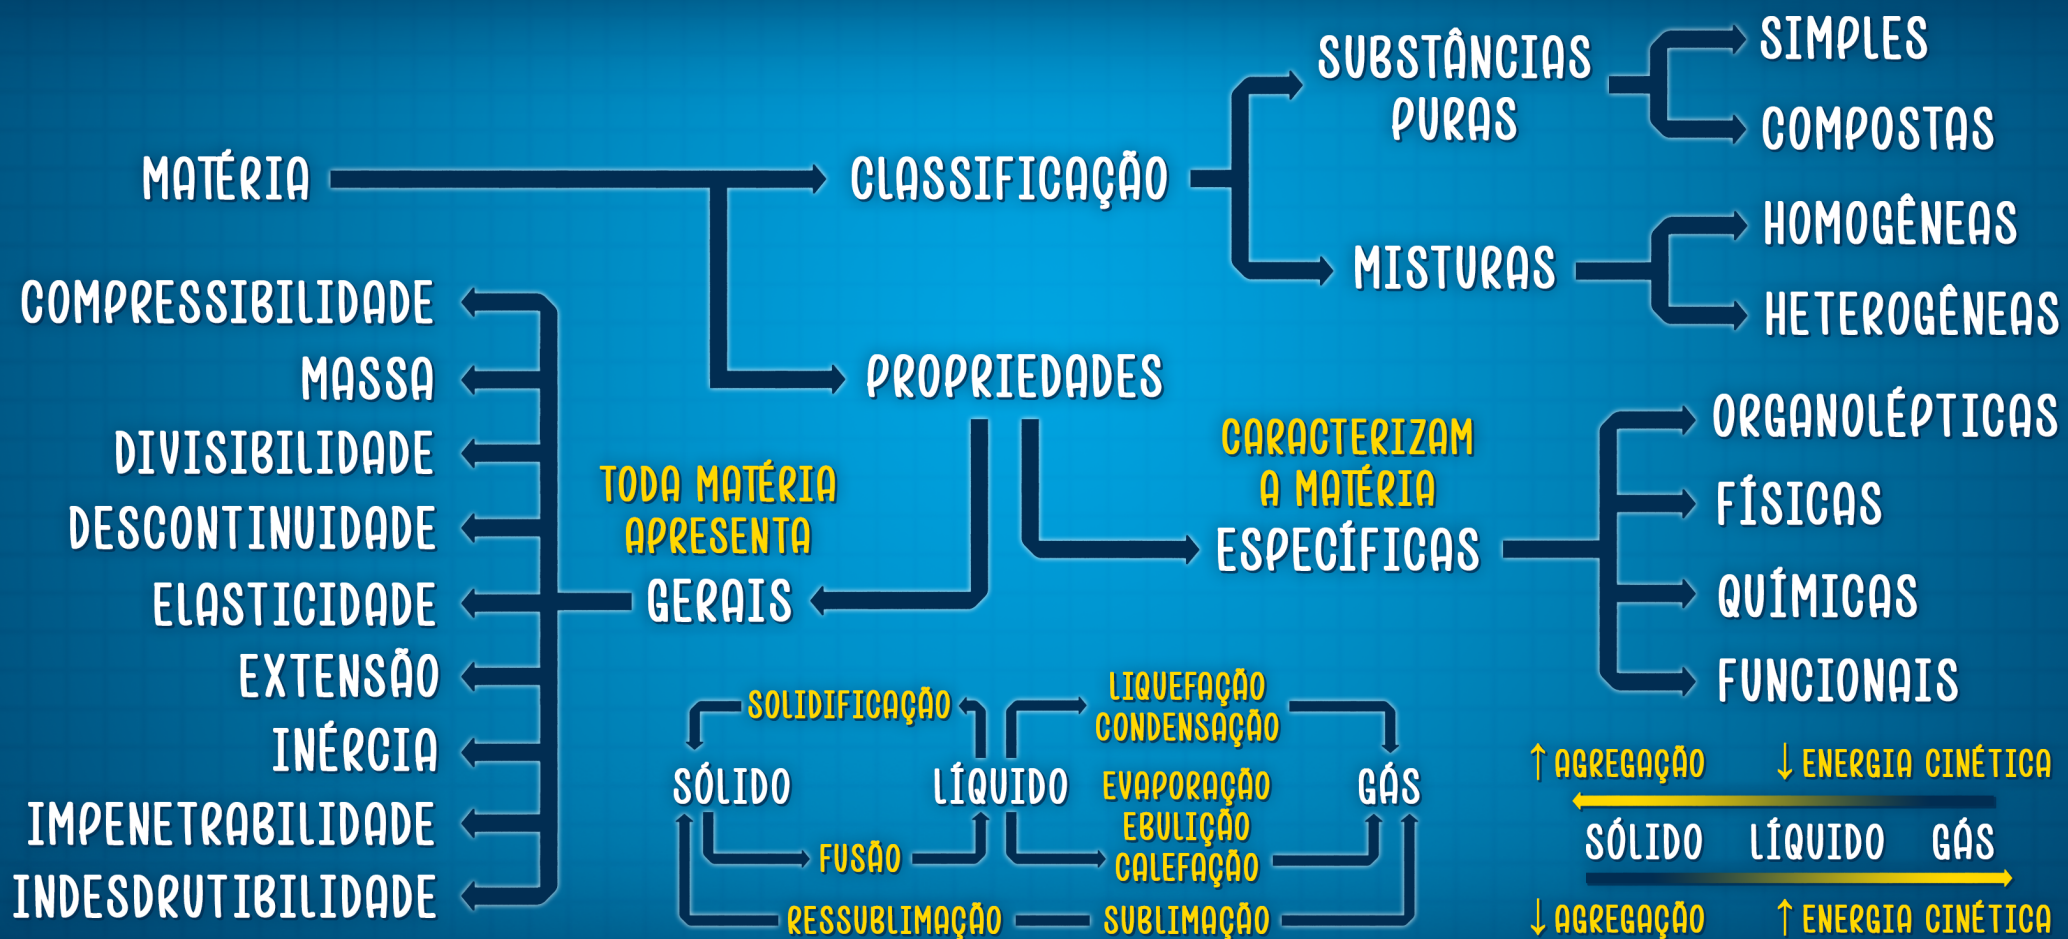 MATÉRIA
CLASSIFICAÇÃO
SUBSTÂNCIAS
PURAS
SIMPLES
COMPOSTAS
MISTURAS
HOMOGÊNEAS
HETEROGÊNEAS
PROPRIEDADES
TODA MATÉRIA
APRESENTA
GERAIS
COMPRESSIBILIDADE
MASSA
DIVISIBILIDADE
DESCONTINUIDADE
ELASTICIDADE
EXTENSÃO
INÉRCIA
IMPENETRABILIDADE
INDESDRUTIBILIDADE
CARACTERIZAM
A MATÉRIA
ESPECÍFICAS
ORGANOLÉPTICAS
FÍSICAS
QUÍMICAS
FUNCIONAIS
SOLIDIFICAÇÃO
LIQUEFAÇÃO
CONDENSAÇÃO
SÓLIDO LÍQUIDO GÁS
EVAPORAÇÃO
EBULIÇÃO
CALEFAÇÃO
FUSÃO
RESSUBLIMAÇÃO SUBLIMAÇÃO
↑ AGREGAÇÃO ↓ ENERGIA CINÉTICA
SÓLIDO LÍQUIDO GÁS
↓ AGREGAÇÃO ↑ ENERGIA CINÉTICA